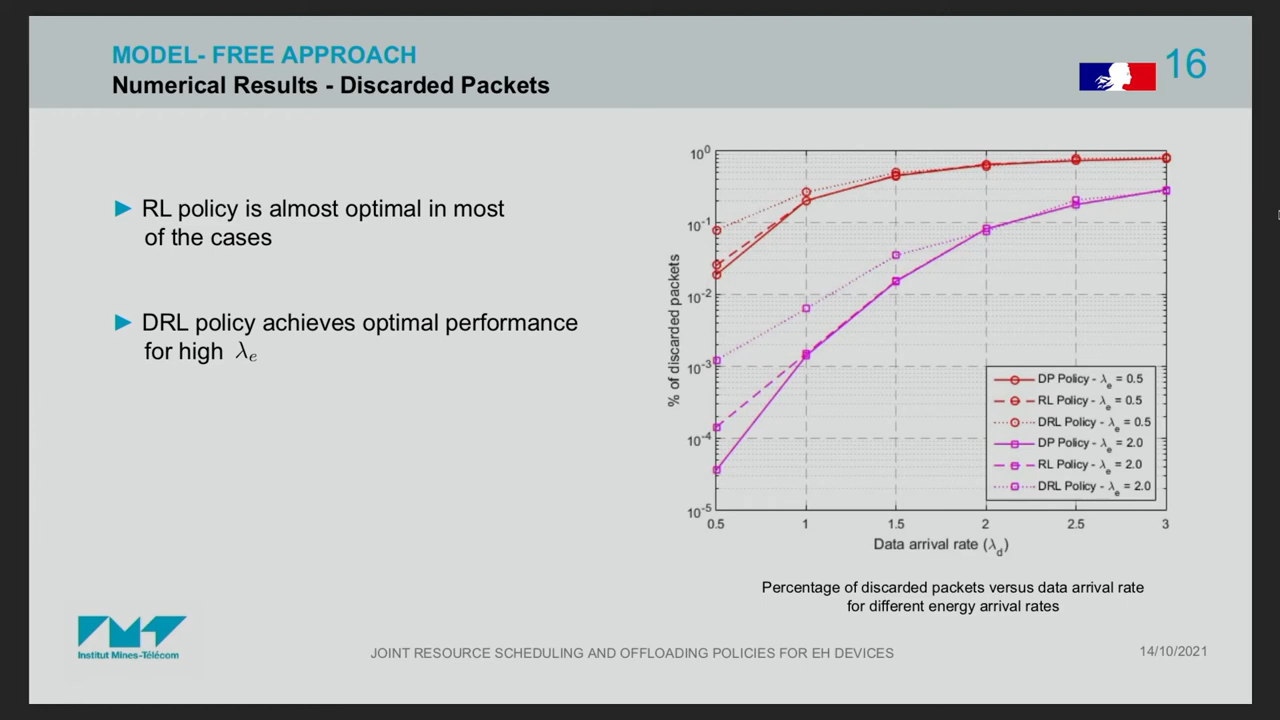 MODEL- FREE APPROACH
Numerical Results - Discarded Packets
16
RL policy is almost optimal in most
of the cases
DRL policy achieves optimal performance
for high λe
% of discarded packets
10^0
10^-1
10^-2
10^-3
10^-4
10^-5
0.5 1 1.5 2 2.5 3
Data arrival rate (λd)
DP Policy - λe = 0.5
RL Policy - λe = 0.5
DRL Policy - λe = 0.5
DP Policy - λe = 2.0
RL Policy - λe = 2.0
DRL Policy - λe = 2.0
Percentage of discarded packets versus data arrival rate
for different energy arrival rates
Institut Mines-Télécom
JOINT RESOURCE SCHEDULING AND OFFLOADING POLICIES FOR EH DEVICES
14/10/2021